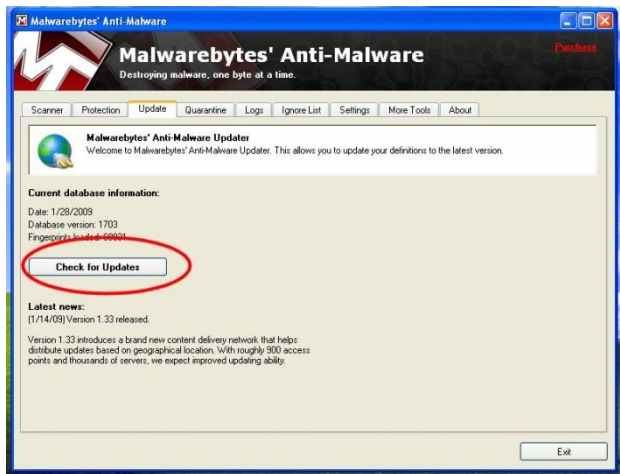 Malwarebytes' Anti-Malware
Malwarebytes' Anti-Malware
Destroying malware, one byte at a time.
Purchase
Scanner Protection Update Quarantine Logs Ignore List Settings More Tools About
Malwarebytes' Anti-Malware Updater
Welcome to Malwarebytes' Anti-Malware Updater. This allows you to update your definitions to the latest version.
Current database information:
Date: 1/28/2009
Database version: 1703
Fingerprints loaded:
Check for Updates
Latest news:
(1/14/09) Version 1.33 released.
Version 1.33 introduces a brand new content delivery network that helps
distribute updates based on geographical location. With roughly 900 access
points and thousands of servers, we expect improved updating ability.
Exit